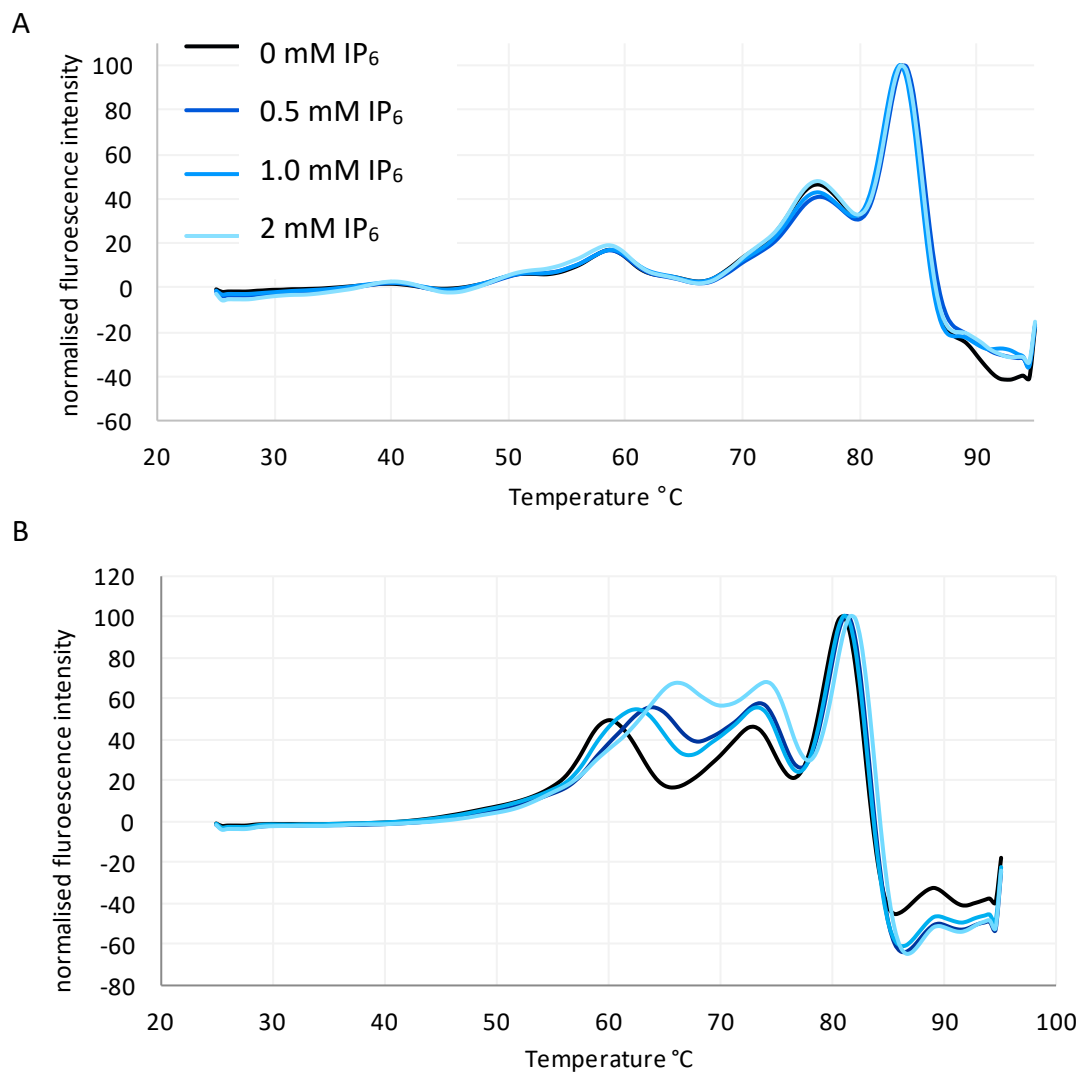 A
normalised fluroescence intensity
100
80
60
40
20
0
-20
-40
-60
0 mM IP₆
0.5 mM IP₆
1.0 mM IP₆
2 mM IP₆
20 30 40 50 60 70 80 90
Temperature °C
B
normalised fluroescence intensity
120
100
80
60
40
20
0
-20
-40
-60
-80
20 30 40 50 60 70 80 90 100
Temperature °C